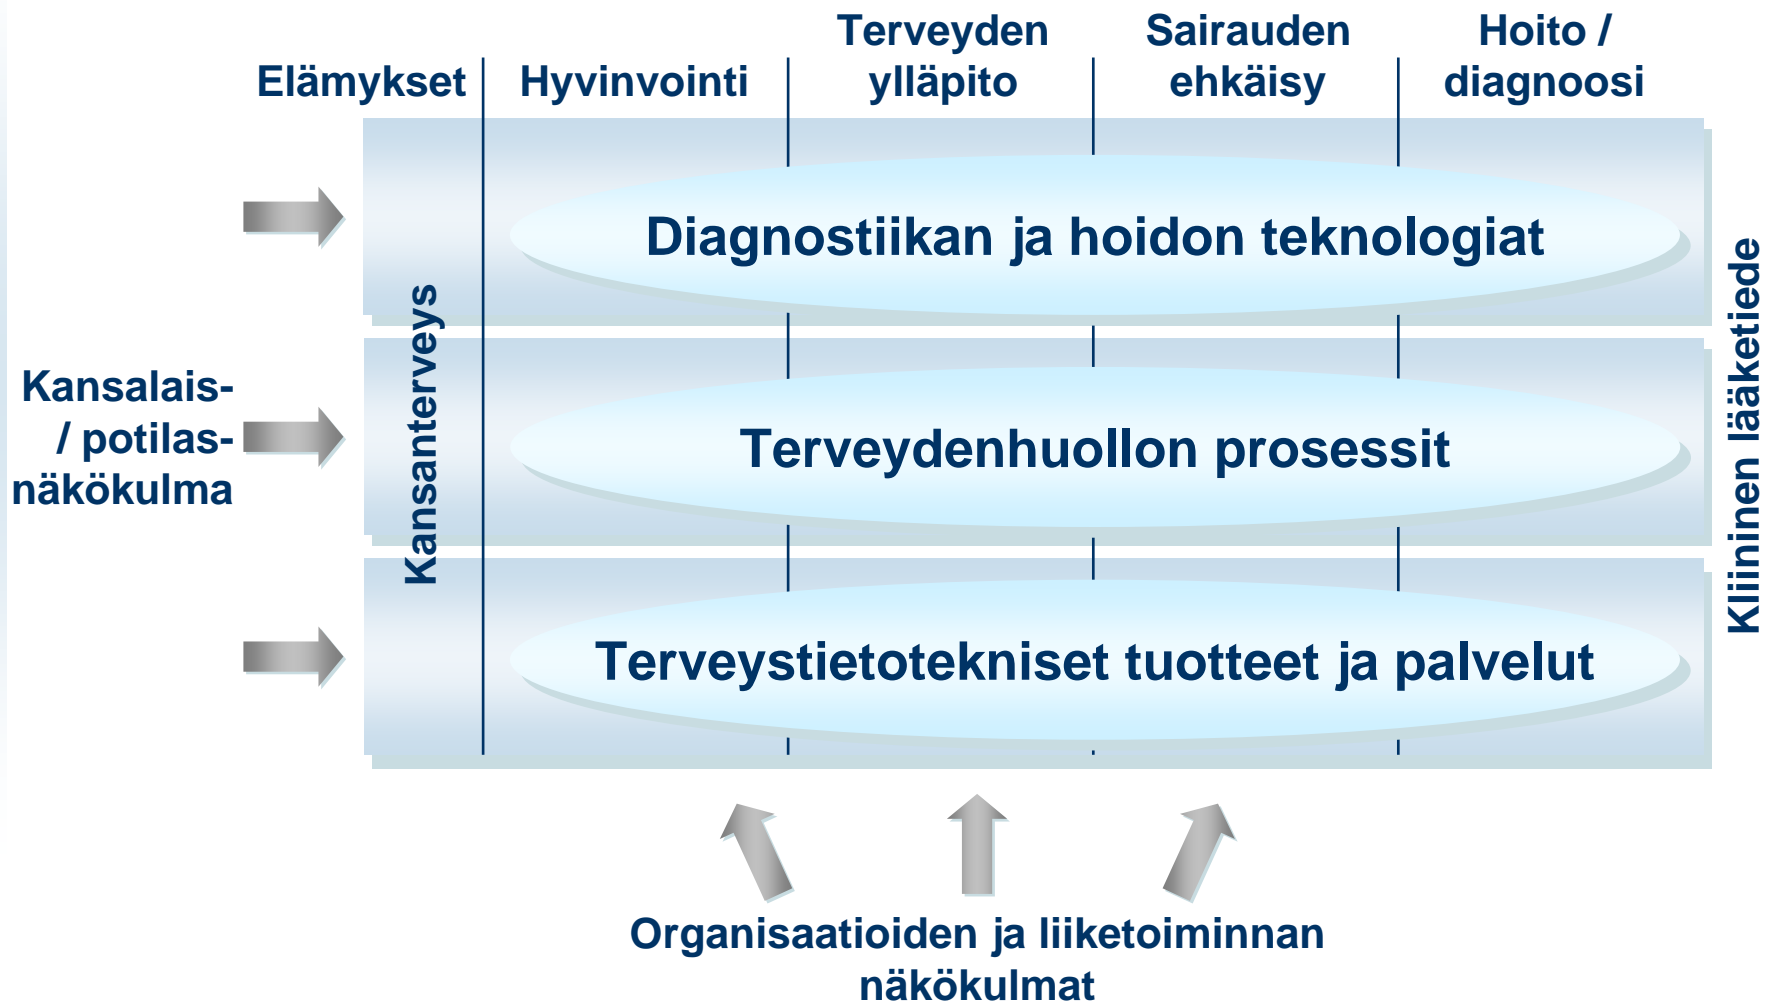 Elämykset
Hyvinvointi
Terveyden
ylläpito
Sairauden
ehkäisy
Hoito /
diagnoosi
Kansalais-
/ potilas-
näkökulma
Kansanterveys
Diagnostiikan ja hoidon teknologiat
Terveydenhuollon prosessit
Terveystietotekniset tuotteet ja palvelut
Kliininen lääketiede
Organisaatioiden ja liiketoiminnan
näkökulmat